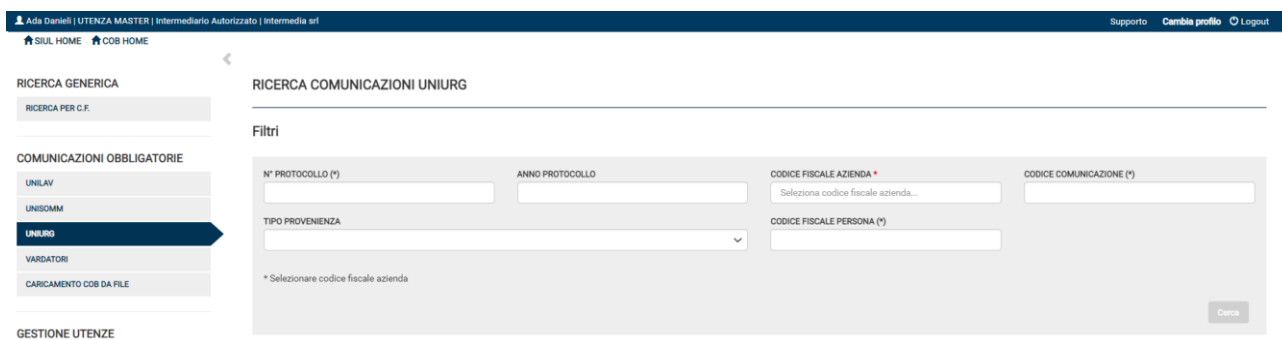 Ada Danieli | UTENZA MASTER | Intermediario Autorizzato | Intermedia srl
Supporto Cambia profilo Logout
SIUL HOME COB HOME
RICERCA GENERICA
RICERCA PER C.F.
COMUNICAZIONI OBBLIGATORIE
UNILAV
UNISOMM
UNIURG
VARDATORI
CARICAMENTO COB DA FILE
GESTIONE UTENZE
RICERCA COMUNICAZIONI UNIURG
Filtri
N° PROTOCOLLO (*)
ANNO PROTOCOLLO
CODICE FISCALE AZIENDA *
Seleziona codice fiscale azienda...
CODICE COMUNICAZIONE (*)
TIPO PROVENIENZA
CODICE FISCALE PERSONA (*)
* Selezionare codice fiscale azienda
Cerca